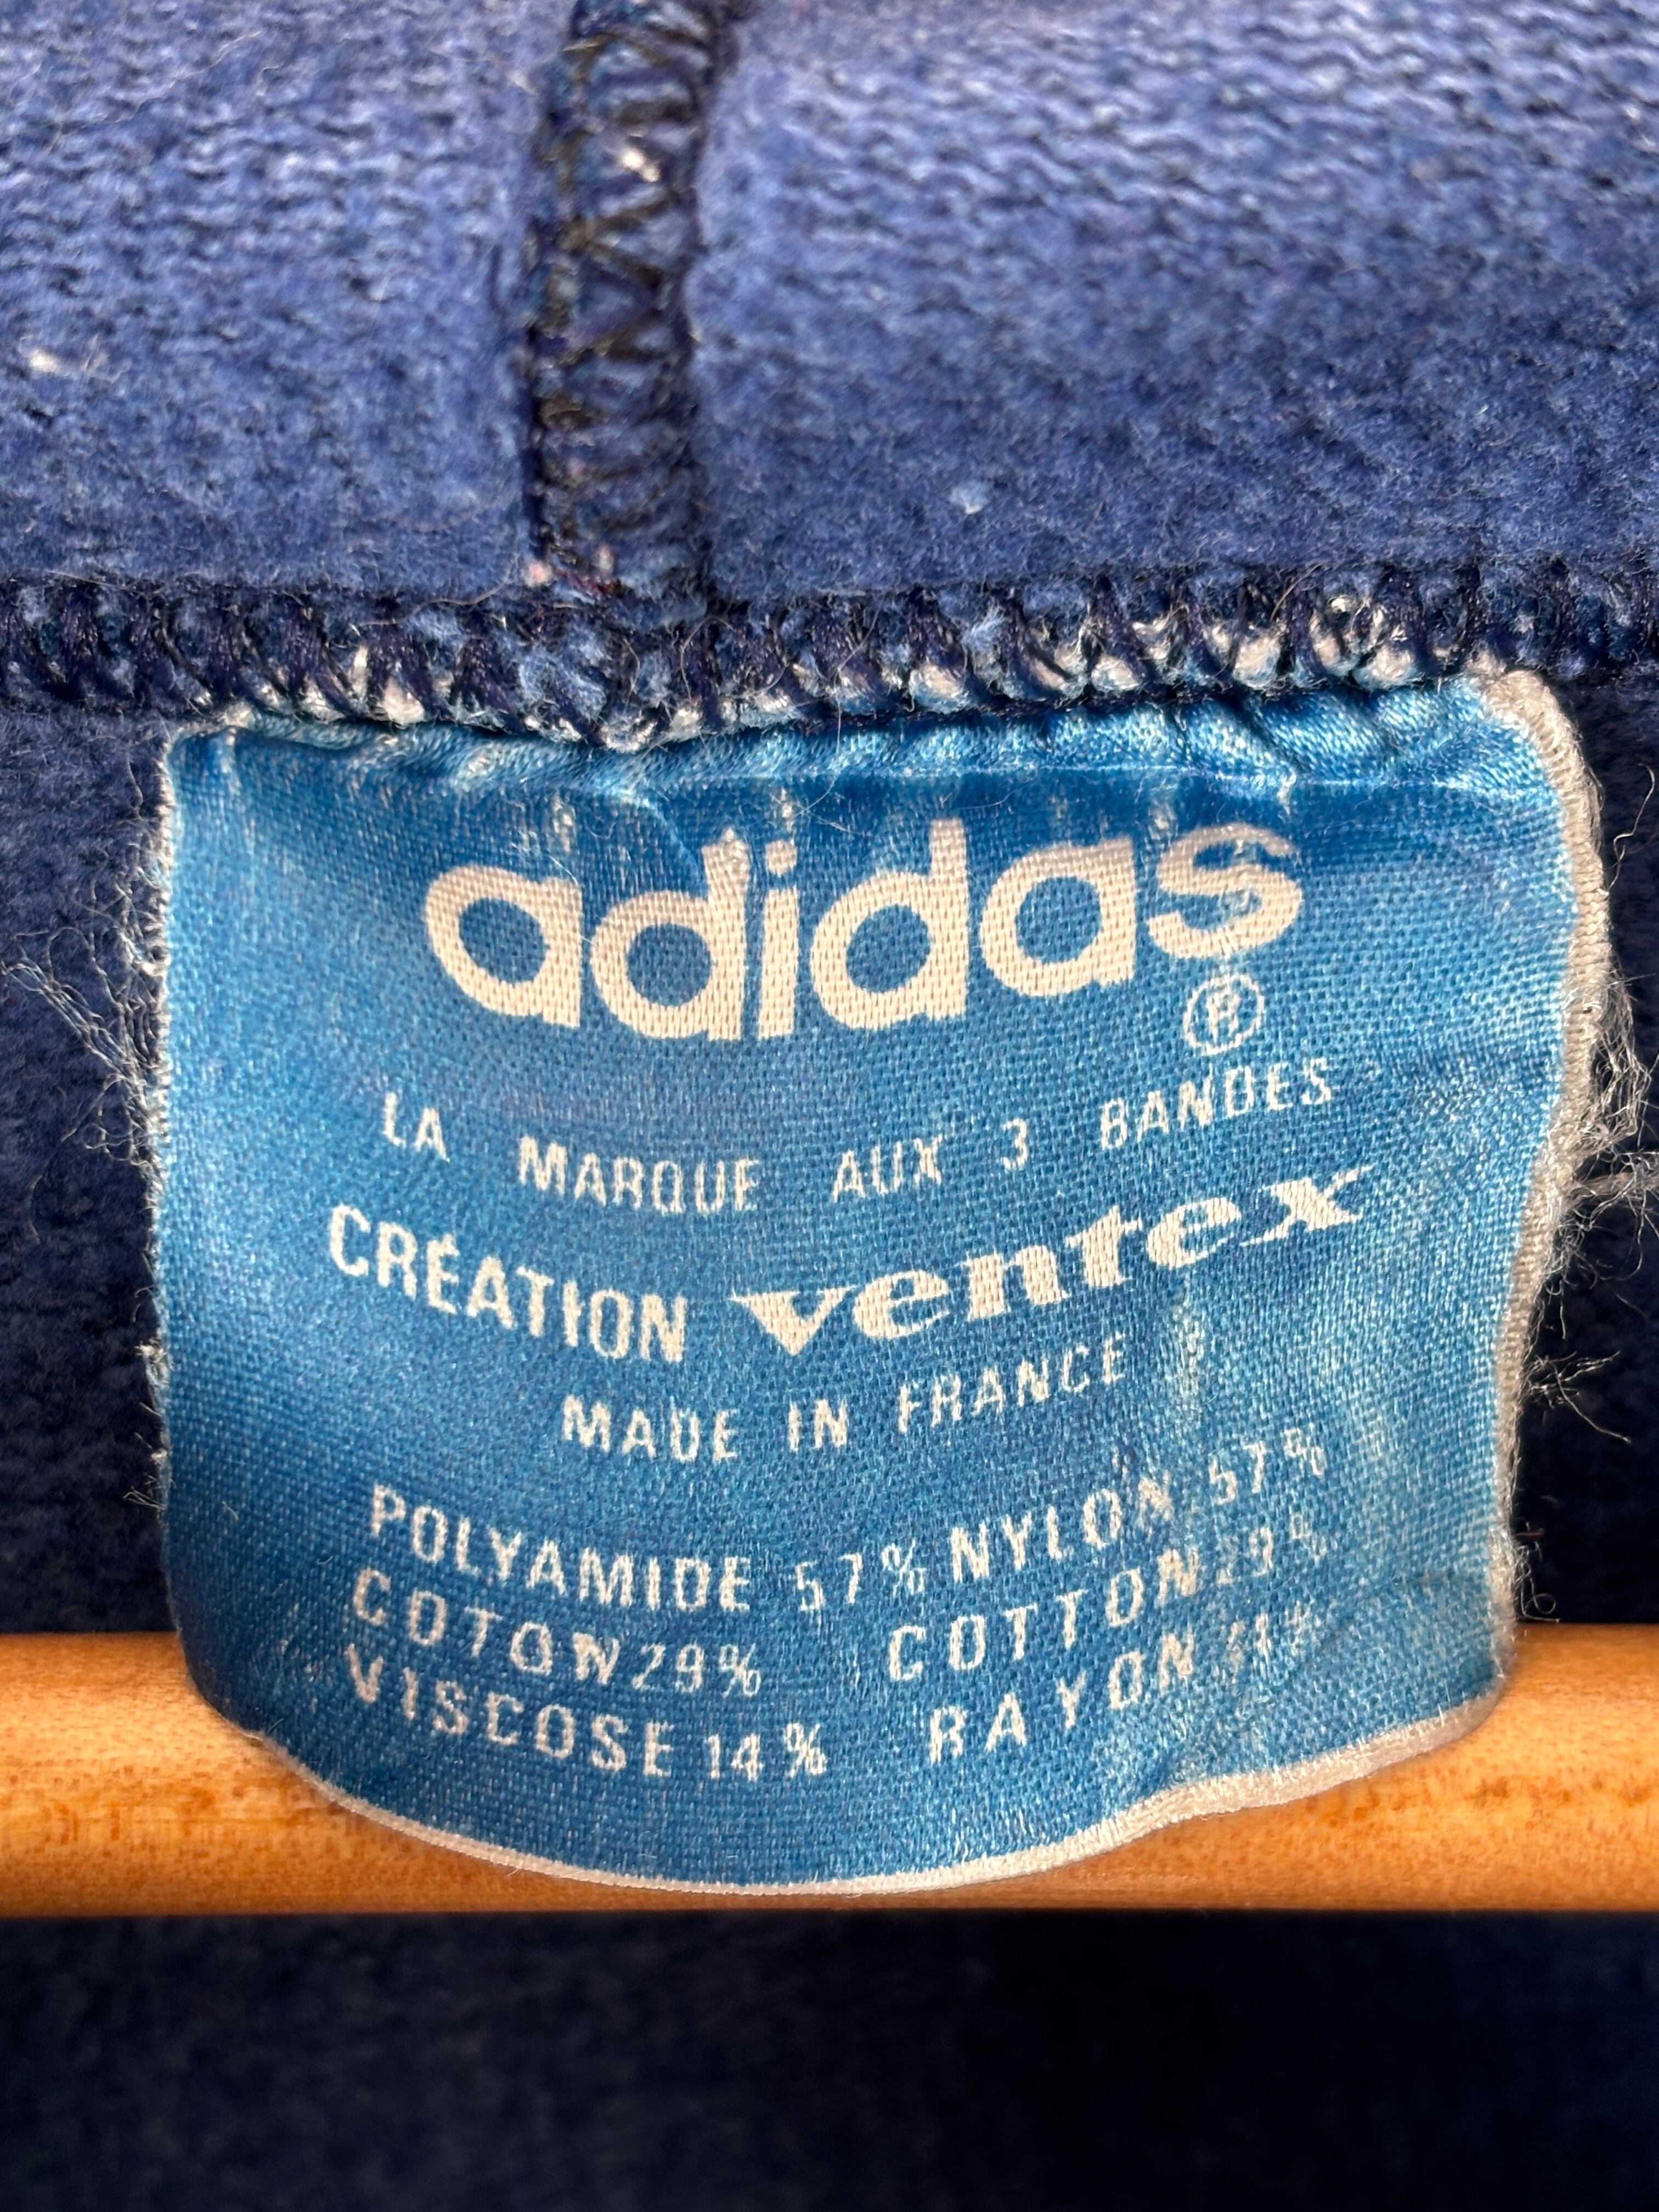 adidas
®
LA MARQUE AUX 3 BANDES
CRÉATION ventex
MADE IN FRANCE
POLYAMIDE 57% NYLON 57%
COTON 29% COTTON 29%
VISCOSE 14% RAYON